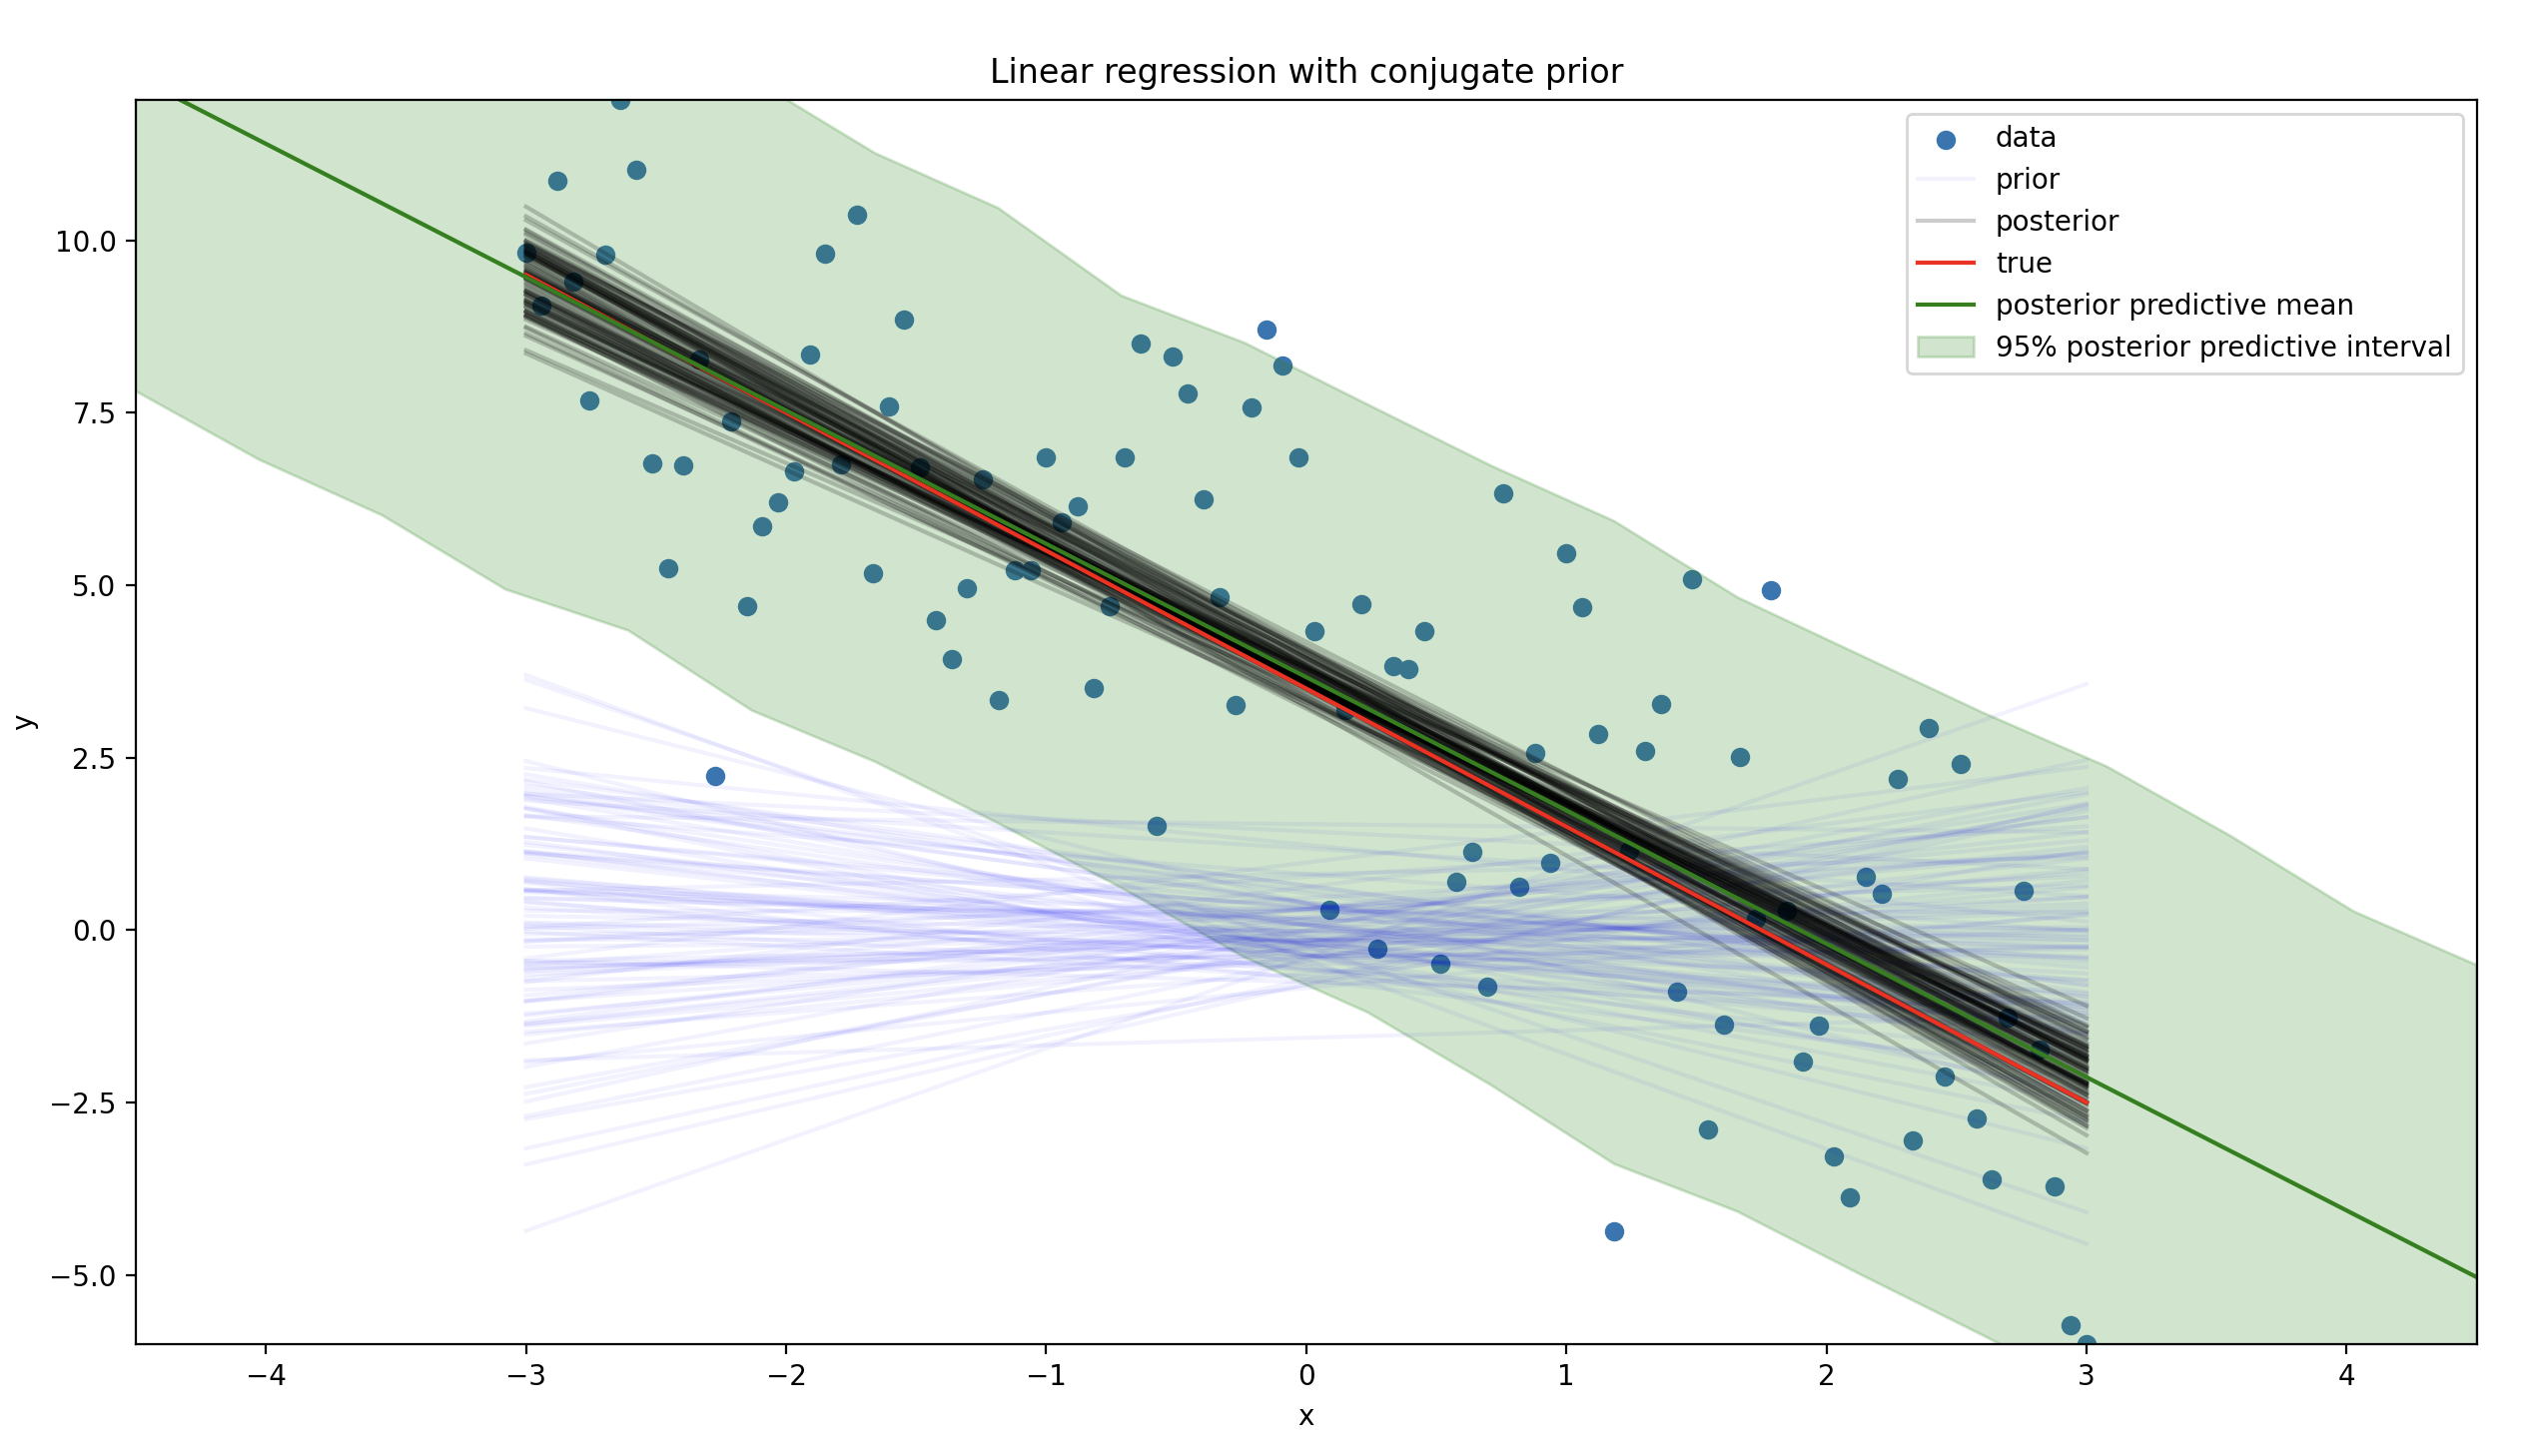 Linear regression with conjugate prior
data
prior
posterior
true
posterior predictive mean
95% posterior predictive interval
10.0
7.5
5.0
2.5
0.0
−2.5
−5.0
y
−4 −3 −2 −1 0 1 2 3 4
x